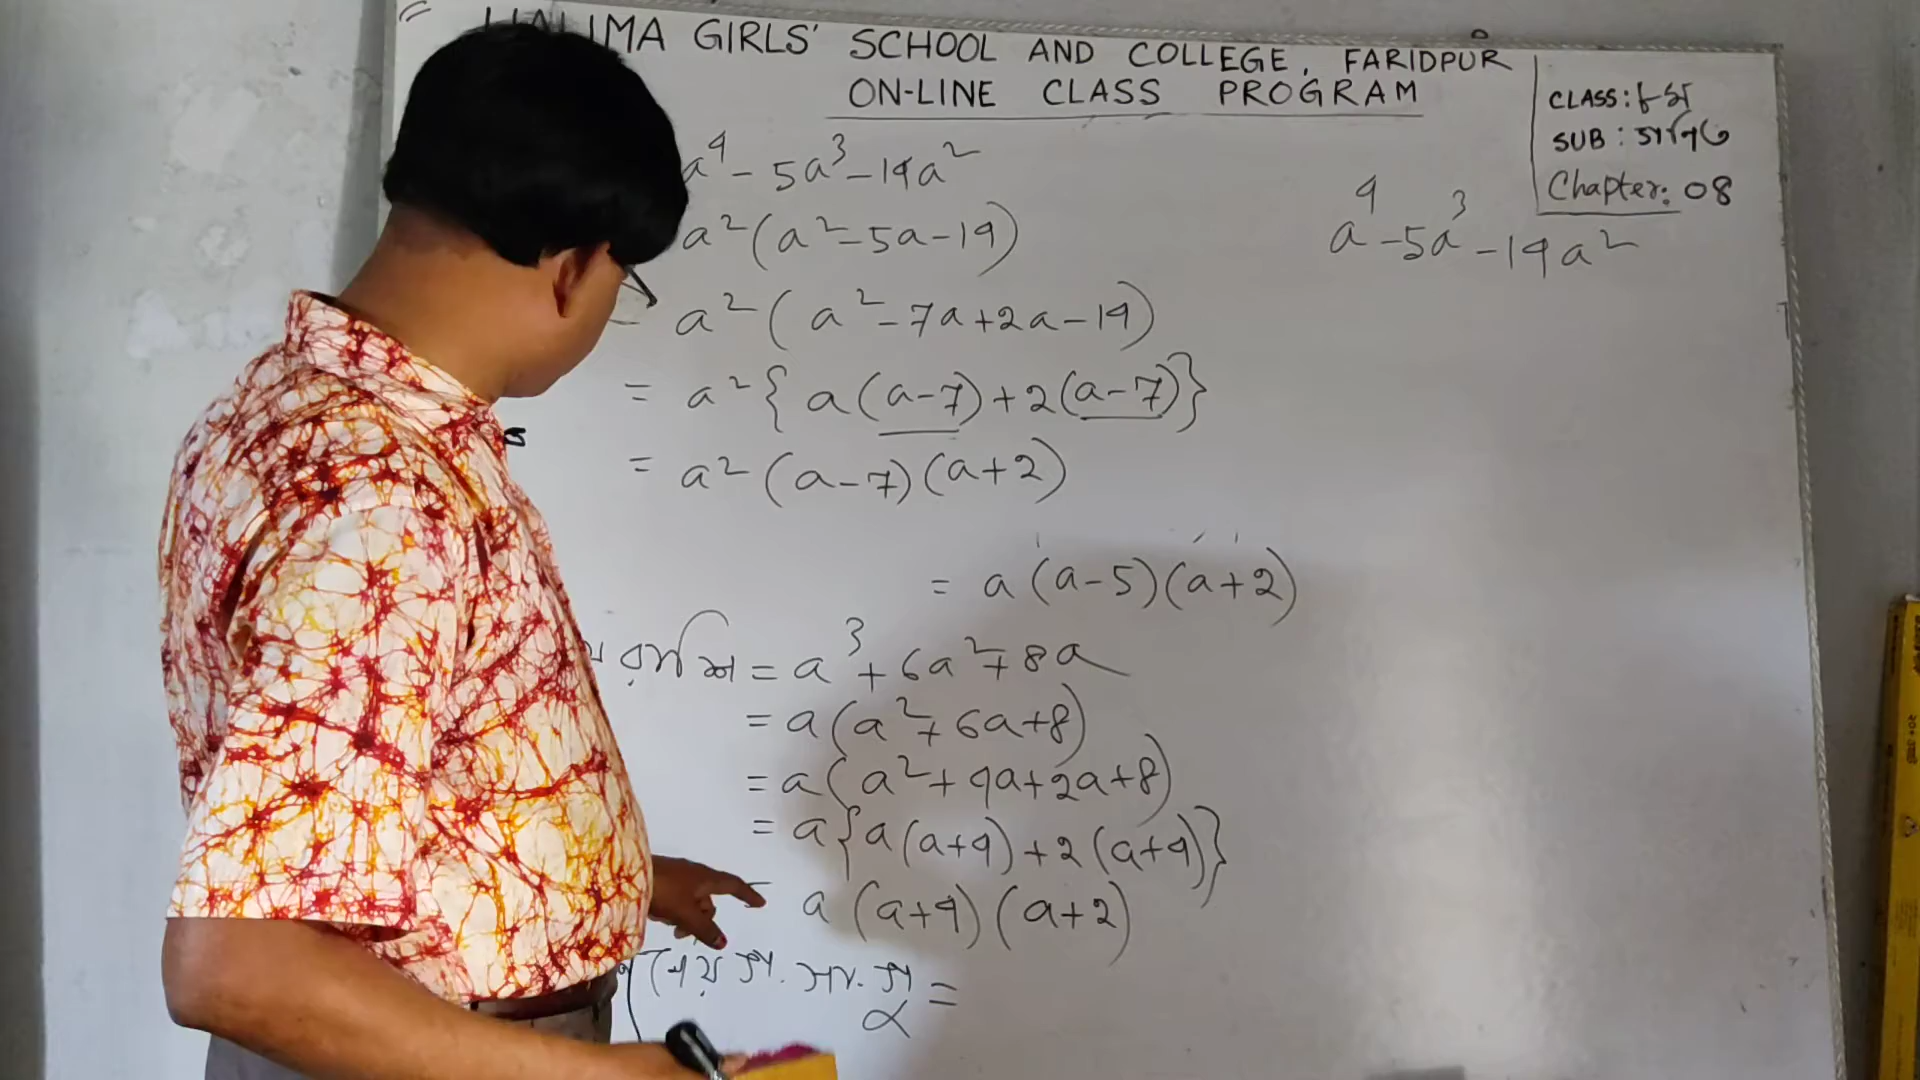 HALIMA GIRLS' SCHOOL AND COLLEGE, FARIDPUR
ON-LINE CLASS PROGRAM
CLASS: ৮ম
SUB: গণিত
Chapter: 08
a⁴ - 5a³ - 14a²
a²(a² - 5a - 14)
= a²(a² - 7a + 2a - 14)
= a²{a(a-7) + 2(a-7)}
= a²(a-7)(a+2)
a⁴ - 5a³ - 14a²
= a(a-5)(a+2)
য় রাশি = a³ + 6a² + 8a
= a(a² + 6a + 8)
= a(a² + 4a + 2a + 8)
= a{a(a+4) + 2(a+4)}
= a(a+4)(a+2)
নির্ণেয় গ. সা. গু =